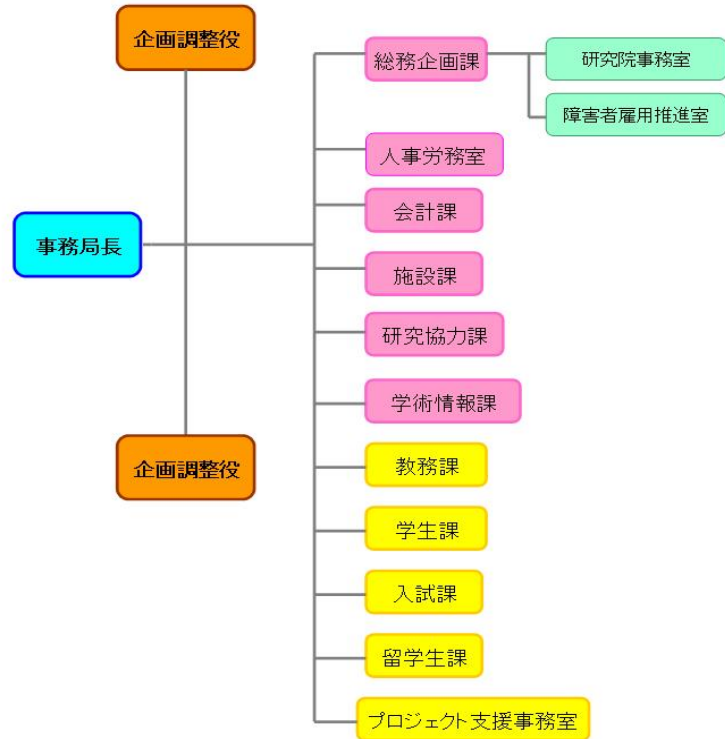 企画調整役
総務企画課
研究院事務室
障害者雇用推進室
人事労務室
会計課
事務局長
施設課
研究協力課
学術情報課
企画調整役
教務課
学生課
入試課
留学生課
プロジェクト支援事務室